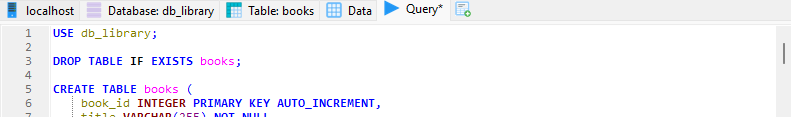 localhost Database: db_library Table: books Data Query*
1 USE db_library;
2
3 DROP TABLE IF EXISTS books;
4
5 CREATE TABLE books (
6 book_id INTEGER PRIMARY KEY AUTO_INCREMENT,
7 title VARCHAR(255) NOT NULL